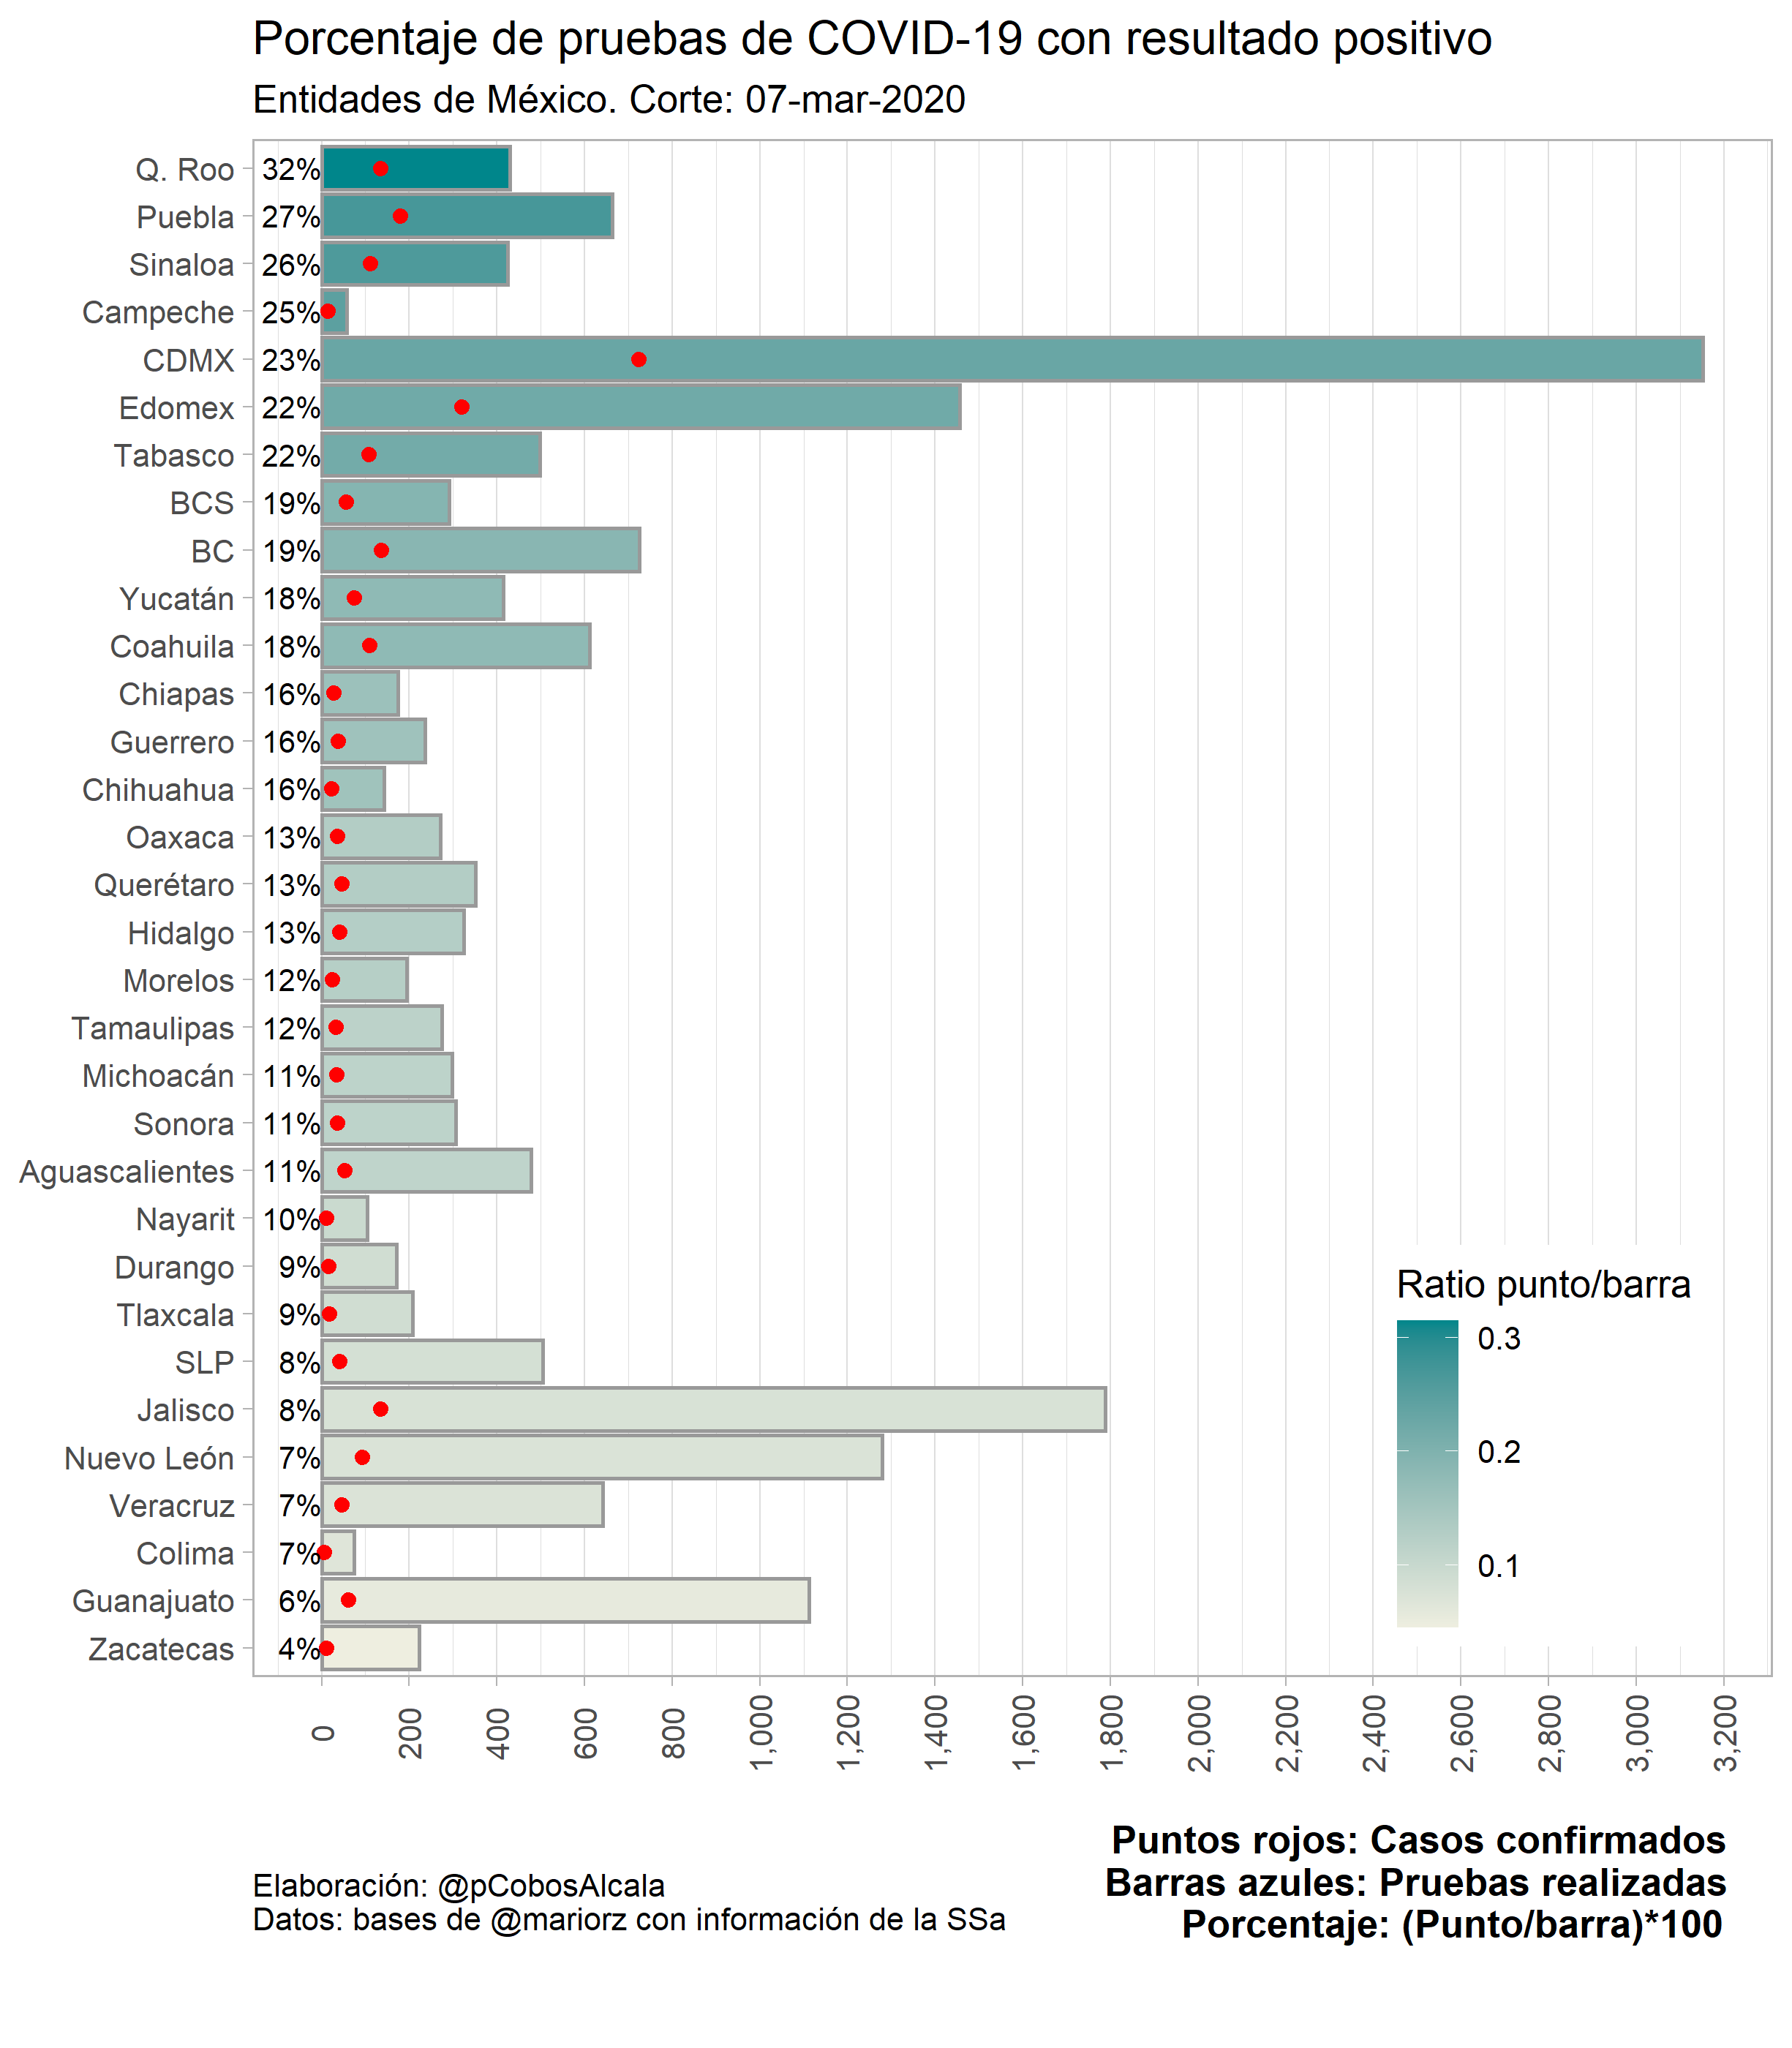 Porcentaje de pruebas de COVID-19 con resultado positivo
Entidades de México. Corte: 07-mar-2020
Q. Roo 32%
Puebla 27%
Sinaloa 26%
Campeche 25%
CDMX 23%
Edomex 22%
Tabasco 22%
BCS 19%
BC 19%
Yucatán 18%
Coahuila 18%
Chiapas 16%
Guerrero 16%
Chihuahua 16%
Oaxaca 13%
Querétaro 13%
Hidalgo 13%
Morelos 12%
Tamaulipas 12%
Michoacán 11%
Sonora 11%
Aguascalientes 11%
Nayarit 10%
Durango 9%
Tlaxcala 9%
SLP 8%
Jalisco 8%
Nuevo León 7%
Veracruz 7%
Colima 7%
Guanajuato 6%
Zacatecas 4%
Ratio punto/barra
0.3
0.2
0.1
0 200 400 600 800 1,000 1,200 1,400 1,600 1,800 2,000 2,200 2,400 2,600 2,800 3,000 3,200
Puntos rojos: Casos confirmados
Barras azules: Pruebas realizadas
Porcentaje: (Punto/barra)*100
Elaboración: @pCobosAlcala
Datos: bases de @mariorz con información de la SSa